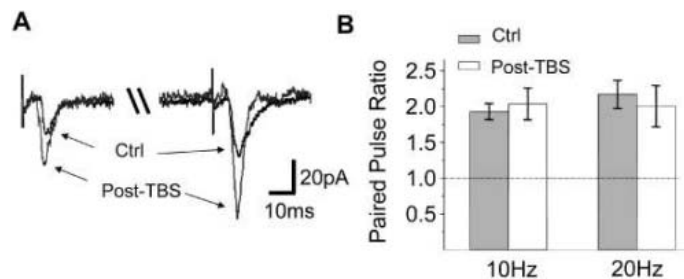 A
Ctrl
Post-TBS
20pA
10ms
B
Ctrl
Post-TBS
Paired Pulse Ratio
2.5
2.0
1.5
1.0
0.5
10Hz
20Hz